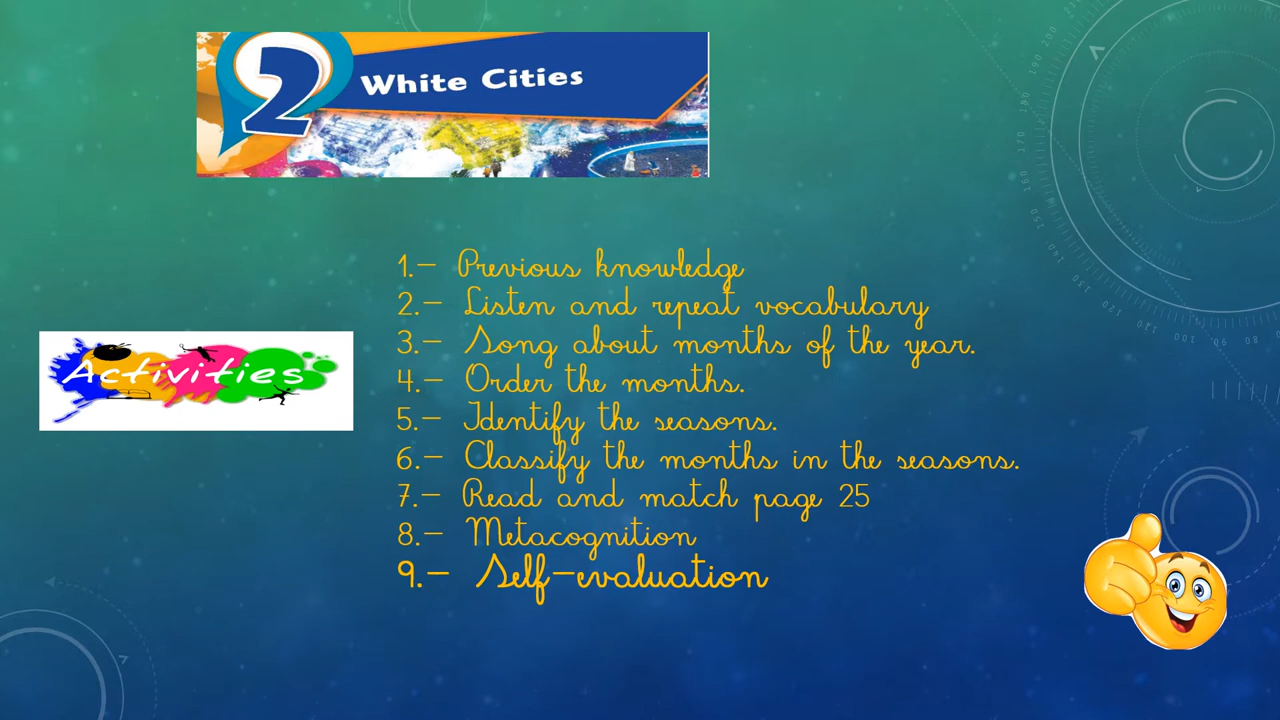 2 White Cities
Activities
1.- Previous knowledge
2.- Listen and repeat vocabulary
3.- Song about months of the year.
4.- Order the months.
5.- Identify the seasons.
6.- Classify the months in the seasons.
7.- Read and match page 25
8.- Metacognition
9.- Self-evaluation